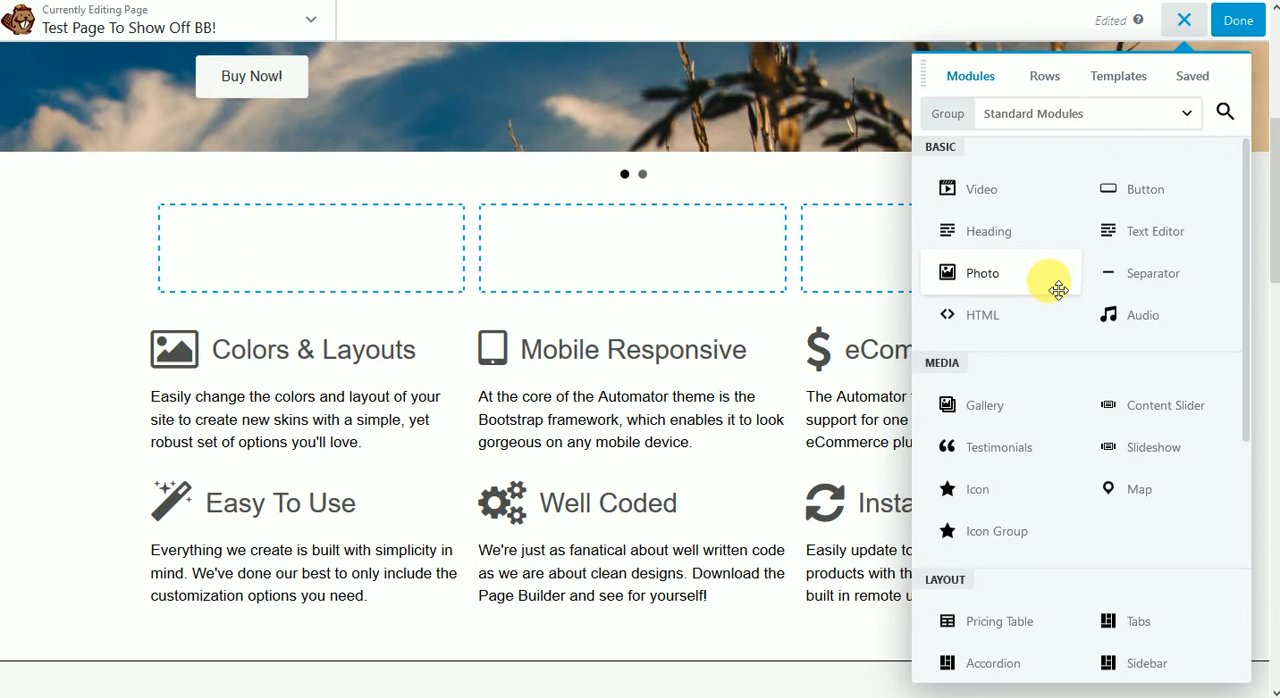 Currently Editing Page
Test Page To Show Off BB!
Edited
Done
Buy Now!
Modules
Rows
Templates
Saved
Group
Standard Modules
BASIC
Video
Button
Heading
Text Editor
Photo
Separator
HTML
Audio
MEDIA
Gallery
Content Slider
Testimonials
Slideshow
Icon
Map
Icon Group
LAYOUT
Pricing Table
Tabs
Accordion
Sidebar
Colors & Layouts
Easily change the colors and layout of your
site to create new skins with a simple, yet
robust set of options you'll love.
Mobile Responsive
At the core of the Automator theme is the
Bootstrap framework, which enables it to look
gorgeous on any mobile device.
eCom
The Automator
support for one
eCommerce plu
Easy To Use
Everything we create is built with simplicity in
mind. We've done our best to only include the
customization options you need.
Well Coded
We're just as fanatical about well written code
as we are about clean designs. Download the
Page Builder and see for yourself!
Insta
Easily update to
products with th
built in remote u